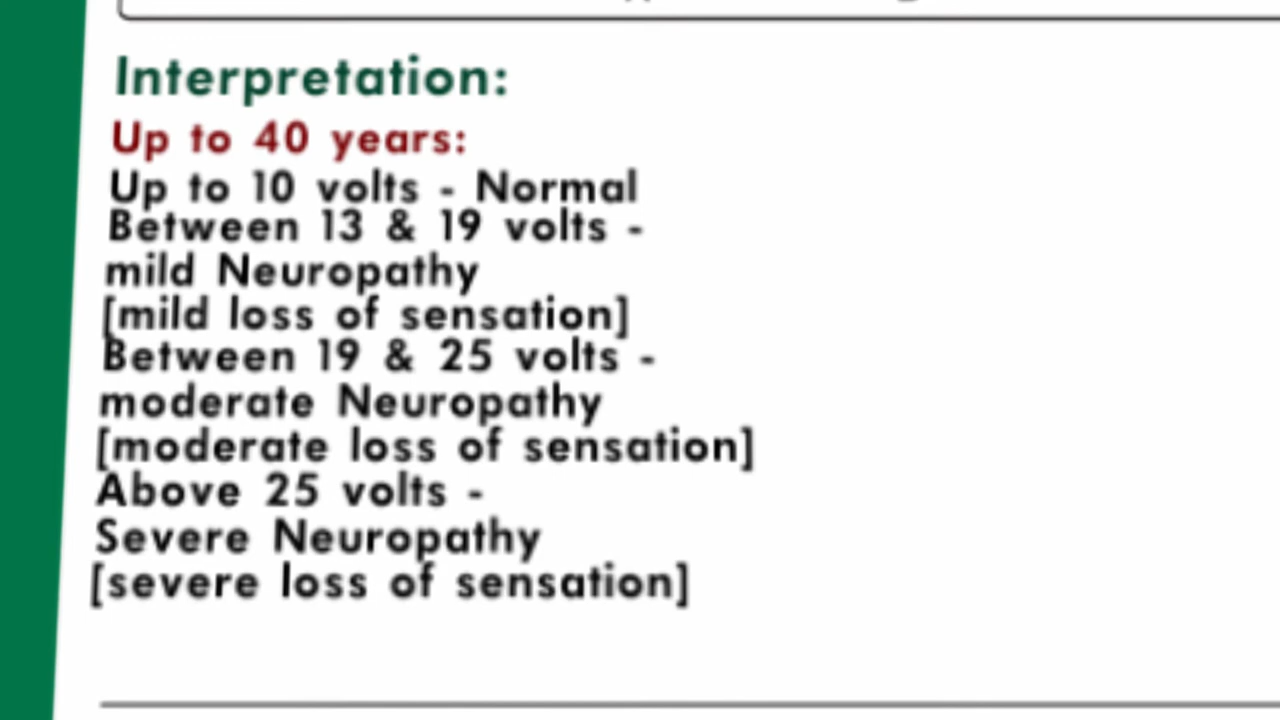 Interpretation:
Up to 40 years:
Up to 10 volts - Normal
Between 13 & 19 volts -
mild Neuropathy
[mild loss of sensation]
Between 19 & 25 volts -
moderate Neuropathy
[moderate loss of sensation]
Above 25 volts -
Severe Neuropathy
[severe loss of sensation]